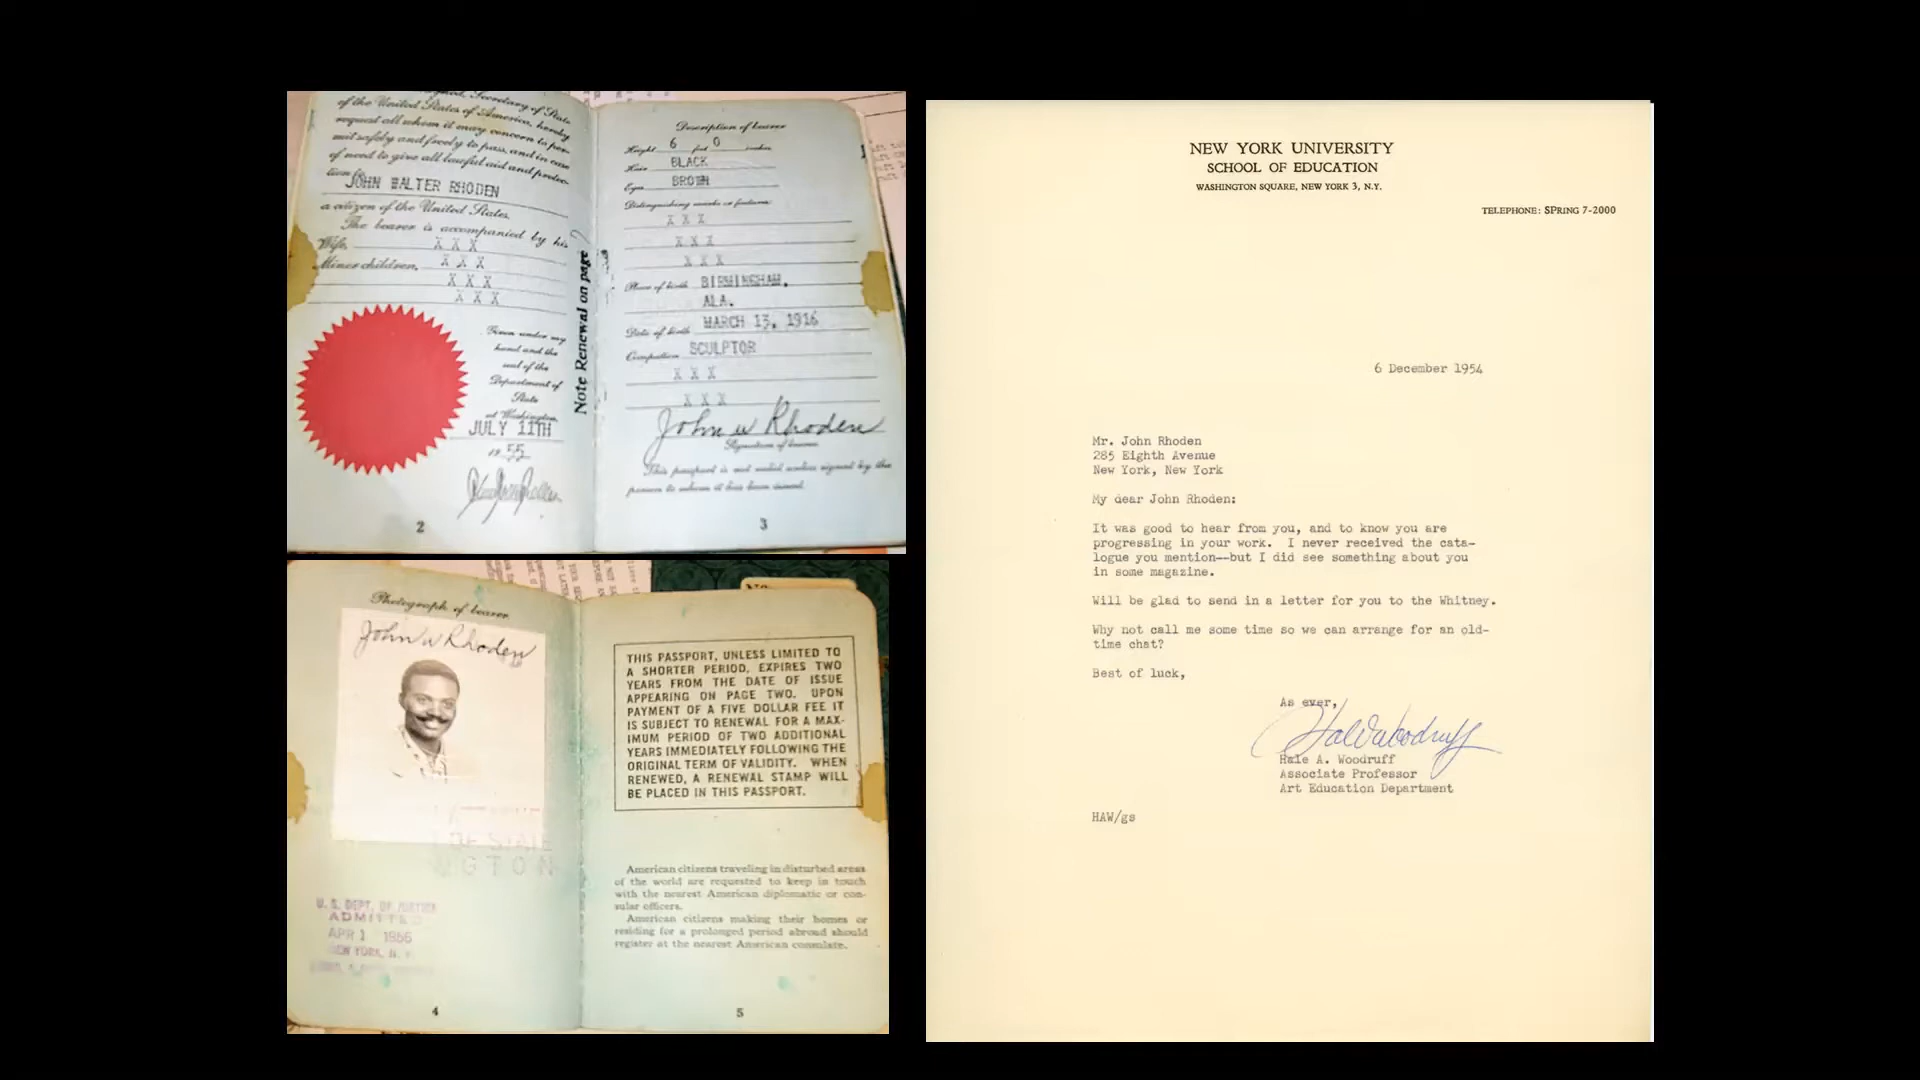 of the United States of America, hereby
request all whom it may concern to per-
mit safely and freely to pass, and in case
of need to give all lawful aid and protec-
tion to
JOHN WALTER RHODEN
a citizen of the United States.
The bearer is accompanied by his
Wife, X X X
Minor children, X X X
X X X
X X X
Given under my
hand and the
seal of the
Department of
State
at Washington,
JULY 11TH
19 55
2
Note Renewal on page 7
Description of bearer
Height 6 feet 0 inches
Hair BLACK
Eyes BROWN
Distinguishing marks or features:
X X X
X X X
X X X
Place of birth BIRMINGHAM,
ALA.
Date of birth MARCH 13, 1916
Occupation SCULPTOR
X X X
X X X
John W Rhoden
Signature of bearer
This passport is not valid unless signed by the
person to whom it has been issued.
3
Photograph of bearer
John W Rhoden
OF STATE
NGTON
U. S. DEPT. OF JUSTICE
ADMITTED
APR 1 1956
NEW YORK, N. Y.
4
THIS PASSPORT, UNLESS LIMITED TO
A SHORTER PERIOD, EXPIRES TWO
YEARS FROM THE DATE OF ISSUE
APPEARING ON PAGE TWO. UPON
PAYMENT OF A FIVE DOLLAR FEE IT
IS SUBJECT TO RENEWAL FOR A MAX-
IMUM PERIOD OF TWO ADDITIONAL
YEARS IMMEDIATELY FOLLOWING THE
ORIGINAL TERM OF VALIDITY. WHEN
RENEWED, A RENEWAL STAMP WILL
BE PLACED IN THIS PASSPORT.
American citizens traveling in disturbed areas
of the world are requested to keep in touch
with the nearest American diplomatic or con-
sular officers.
American citizens making their homes or
residing for a prolonged period abroad should
register at the nearest American consulate.
5
NEW YORK UNIVERSITY
SCHOOL OF EDUCATION
WASHINGTON SQUARE, NEW YORK 3, N.Y.
TELEPHONE: SPRING 7-2000
6 December 1954
Mr. John Rhoden
285 Eighth Avenue
New York, New York
My dear John Rhoden:
It was good to hear from you, and to know you are
progressing in your work. I never received the cata-
logue you mention--but I did see something about you
in some magazine.
Will be glad to send in a letter for you to the Whitney.
Why not call me some time so we can arrange for an old-
time chat?
Best of luck,
As ever,
Hal Woodruff
Hale A. Woodruff
Associate Professor
Art Education Department
HAW/gs